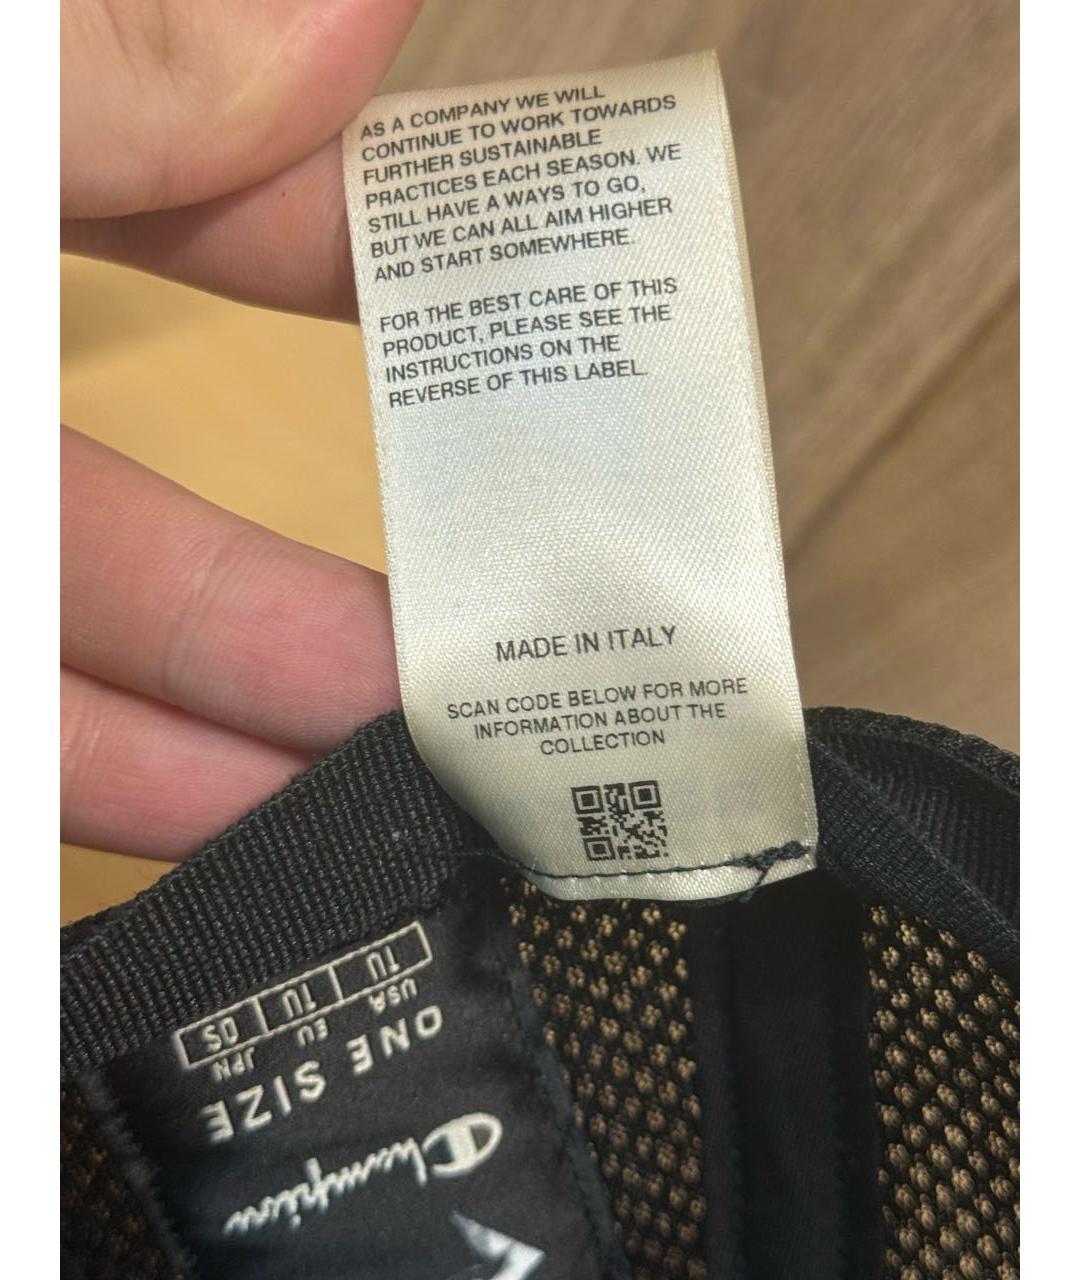 AS A COMPANY WE WILL
CONTINUE TO WORK TOWARDS
FURTHER SUSTAINABLE
PRACTICES EACH SEASON. WE
STILL HAVE A WAYS TO GO,
BUT WE CAN ALL AIM HIGHER
AND START SOMEWHERE.
FOR THE BEST CARE OF THIS
PRODUCT, PLEASE SEE THE
INSTRUCTIONS ON THE
REVERSE OF THIS LABEL.
MADE IN ITALY
SCAN CODE BELOW FOR MORE
INFORMATION ABOUT THE
COLLECTION
Champion
ONE SIZE
USA EU JPN
TU TU OS